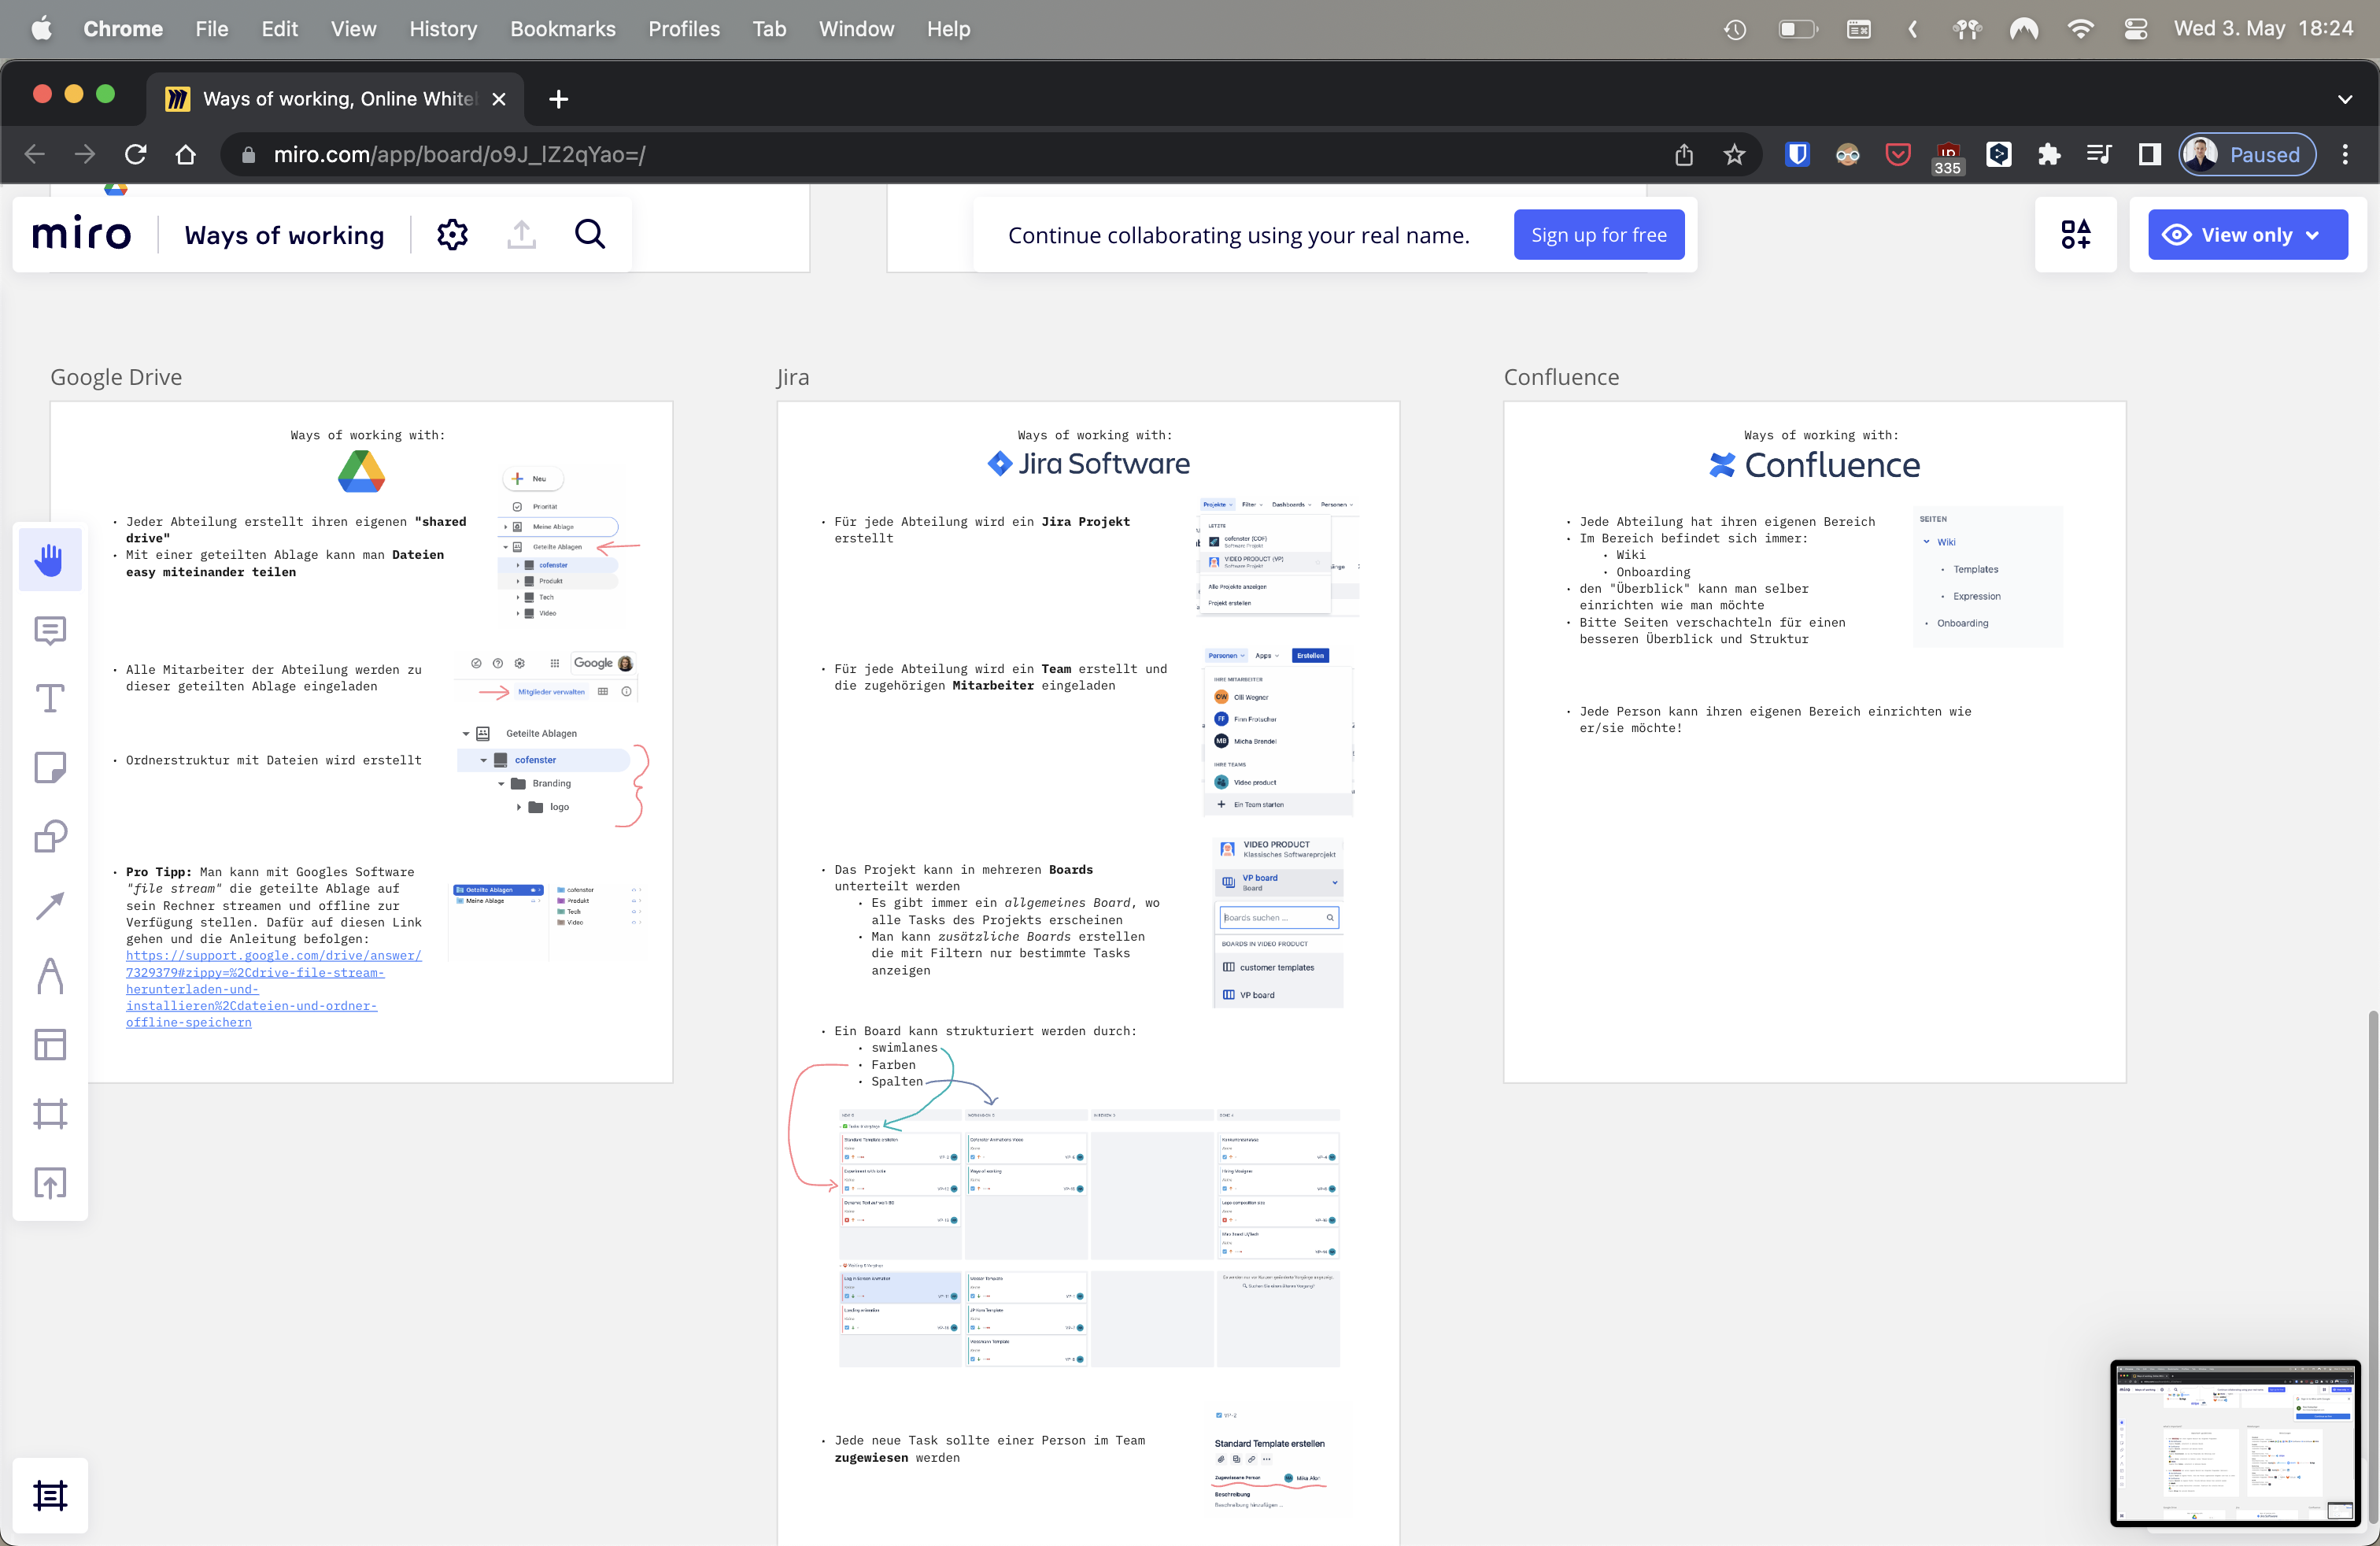 Chrome File Edit View History Bookmarks Profiles Tab Window Help
Wed 3. May 18:24
Ways of working, Online White
miro.com/app/board/o9J_lZ2qYao=/
335
Paused
miro
Ways of working
Continue collaborating using your real name.
Sign up for free
View only
Google Drive
Ways of working with:
Jeder Abteilung erstellt ihren eigenen "shared
drive"
Mit einer geteilten Ablage kann man Dateien
easy miteinander teilen
Neu
Priorität
Meine Ablage
Geteilte Ablagen
cofenster
Produkt
Tech
Video
Alle Mitarbeiter der Abteilung werden zu
dieser geteilten Ablage eingeladen
Google
Mitglieder verwalten
Ordnerstruktur mit Dateien wird erstellt
Geteilte Ablagen
cofenster
Branding
logo
Pro Tipp: Man kann mit Googles Software
"file stream" die geteilte Ablage auf
sein Rechner streamen und offline zur
Verfügung stellen. Dafür auf diesen Link
gehen und die Anleitung befolgen:
https://support.google.com/drive/answer/
7329379#zippy=%2Cdrive-file-stream-
herunterladen-und-
installieren%2Cdateien-und-ordner-
offline-speichern
Geteilte Ablagen
Meine Ablage
cofenster
Produkt
Tech
Video
Jira
Ways of working with:
Jira Software
Für jede Abteilung wird ein Jira Projekt
erstellt
Projekte Filter Dashboards Personen
LETZTE
cofenster (COF)
Software Projekt
VIDEO PRODUCT (VP)
Software Projekt
Alle Projekte anzeigen
Projekt erstellen
Für jede Abteilung wird ein Team erstellt und
die zugehörigen Mitarbeiter eingeladen
Personen Apps Erstellen
IHRE MITARBEITER
OW Olli Wegner
FF Finn Frotscher
MB Micha Brendel
IHRE TEAMS
Video product
Ein Team starten
Das Projekt kann in mehreren Boards
unterteilt werden
Es gibt immer ein allgemeines Board, wo
alle Tasks des Projekts erscheinen
Man kann zusätzliche Boards erstellen
die mit Filtern nur bestimmte Tasks
anzeigen
VIDEO PRODUCT
Klassisches Softwareprojekt
VP board
Board
Boards suchen ...
BOARDS IN VIDEO PRODUCT
customer templates
VP board
Ein Board kann strukturiert werden durch:
swimlanes
Farben
Spalten
Standard Template erstellen
Ways of working
Jede neue Task sollte einer Person im Team
zugewiesen werden
VP-2
Standard Template erstellen
Zugewiesene Person
Beschreibung
Beschreibung hinzufügen ...
Confluence
Ways of working with:
Confluence
Jede Abteilung hat ihren eigenen Bereich
Im Bereich befindet sich immer:
Wiki
Onboarding
den "Überblick" kann man selber
einrichten wie man möchte
Bitte Seiten verschachteln für einen
besseren Überblick und Struktur
SEITEN
Wiki
Templates
Expression
Onboarding
Jede Person kann ihren eigenen Bereich einrichten wie
er/sie möchte!